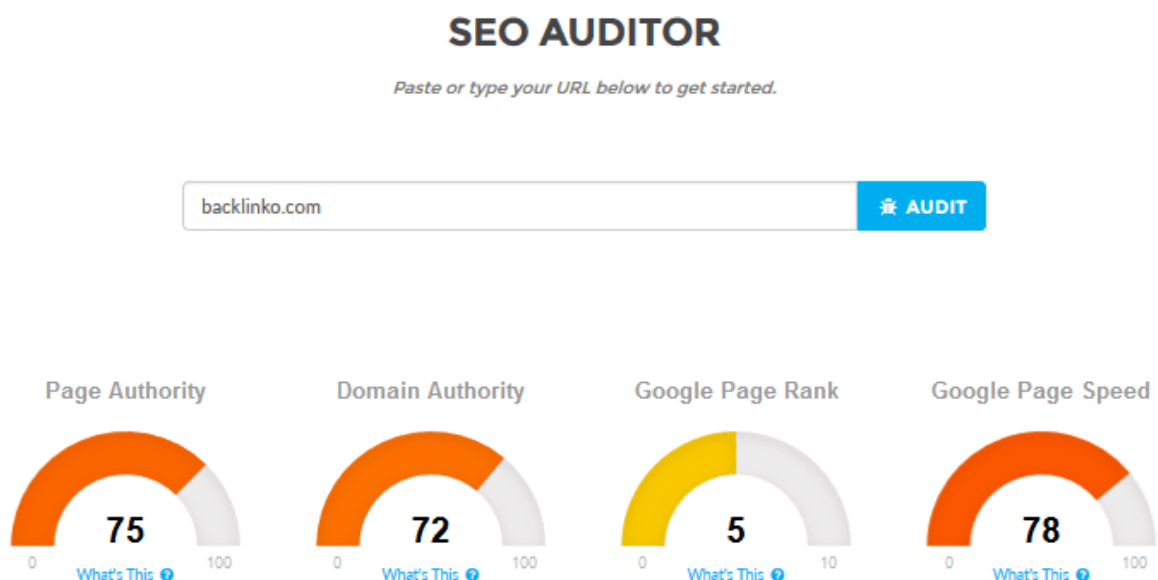 SEO AUDITOR
Paste or type your URL below to get started.
backlinko.com
AUDIT
Page Authority
Domain Authority
Google Page Rank
Google Page Speed
75
72
5
78
0
100
0
100
0
10
0
100
What's This
What's This
What's This
What's This